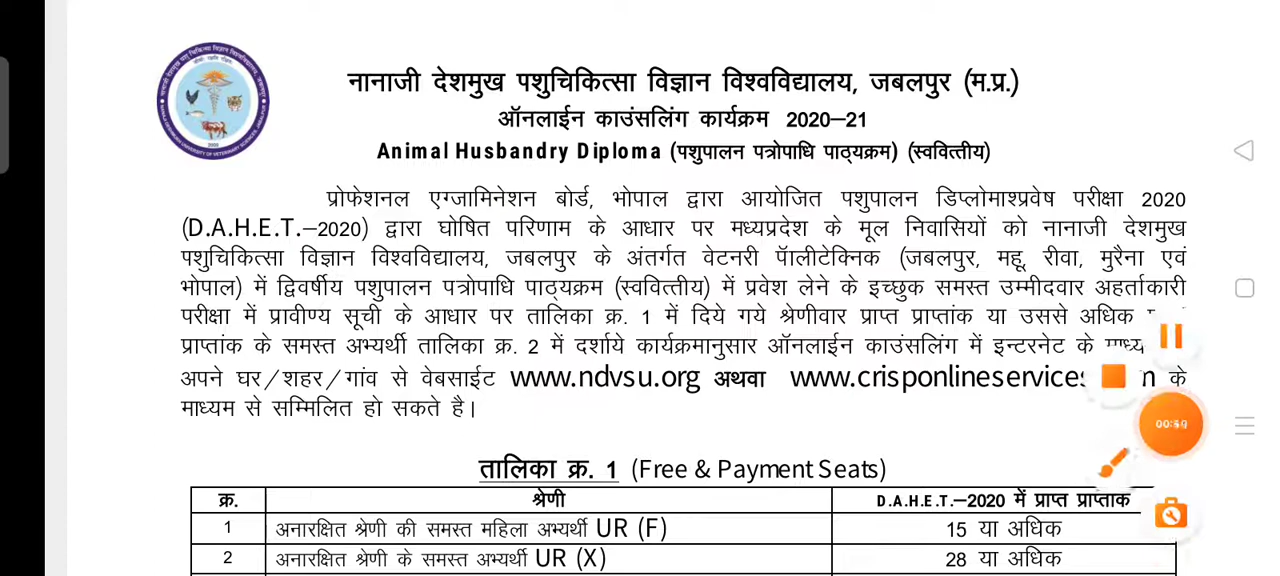 नानाजी देशमुख पशुचिकित्सा विज्ञान विश्वविद्यालय, जबलपुर (म.प्र.)
ऑनलाईन काउंसलिंग कार्यक्रम 2020–21
Animal Husbandry Diploma (पशुपालन पत्रोपाधि पाठ्यक्रम) (स्ववित्तीय)
प्रोफेशनल एग्जामिनेशन बोर्ड, भोपाल द्वारा आयोजित पशुपालन डिप्लोमाश्प्रवेष परीक्षा 2020
(D.A.H.E.T.–2020) द्वारा घोषित परिणाम के आधार पर मध्यप्रदेश के मूल निवासियों को नानाजी देशमुख
पशुचिकित्सा विज्ञान विश्वविद्यालय, जबलपुर के अंतर्गत वेटनरी पॅालीटेक्निक (जबलपुर, महू, रीवा, मुरैना एवं
भोपाल) में द्विवर्षीय पशुपालन पत्रोपाधि पाठ्यक्रम (स्ववित्तीय) में प्रवेश लेने के इच्छुक समस्त उम्मीदवार अहर्ताकारी
परीक्षा में प्रावीण्य सूची के आधार पर तालिका क्र. 1 में दिये गये श्रेणीवार प्राप्त प्राप्तांक या उससे अधिक
प्राप्तांक के समस्त अभ्यर्थी तालिका क्र. 2 में दर्शाये कार्यक्रमानुसार ऑनलाईन काउंसलिंग में इन्टरनेट के
अपने घर/शहर/गांव से वेबसाईट www.ndvsu.org अथवा www.crisponlineservices के
माध्यम से सम्मिलित हो सकते है।
तालिका क्र. 1 (Free & Payment Seats)
क्र. श्रेणी D.A.H.E.T.–2020 में प्राप्त प्राप्तांक
1 अनारक्षित श्रेणी की समस्त महिला अभ्यर्थी UR (F) 15 या अधिक
2 अनारक्षित श्रेणी के समस्त अभ्यर्थी UR (X) 28 या अधिक